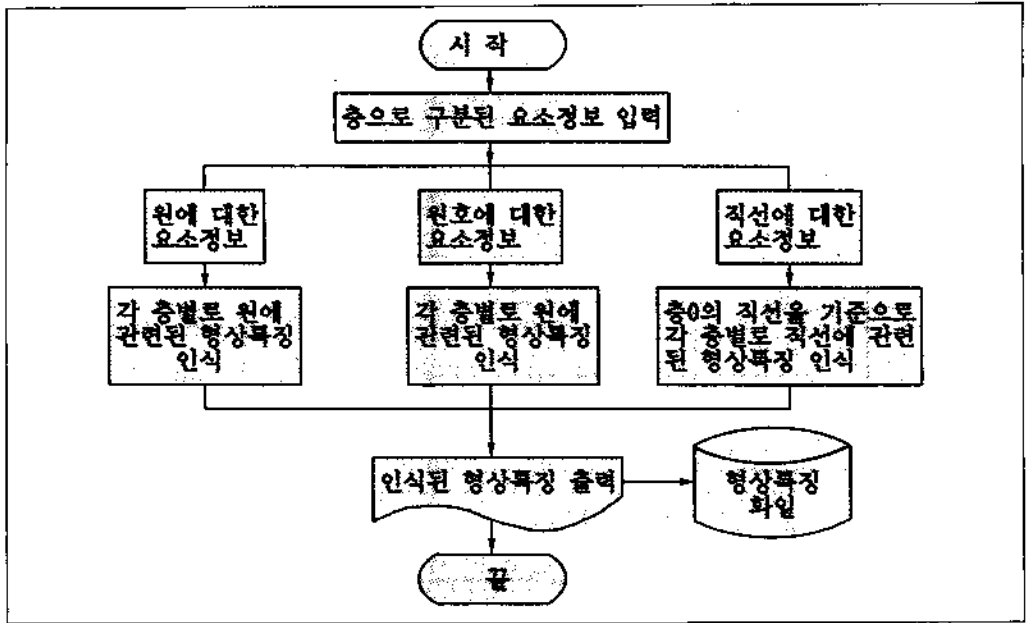 시 작
층으로 구분된 요소정보 입력
원에 대한
요소정보
원호에 대한
요소정보
직선에 대한
요소정보
각 층별로 원에
관련된 형상특징
인식
각 층별로 원에
관련된 형상특징
인식
층0의 직선을 기준으로
각 층별로 직선에 관련
된 형상특징 인식
인식된 형상특징 출력
형상특징
화일
끝